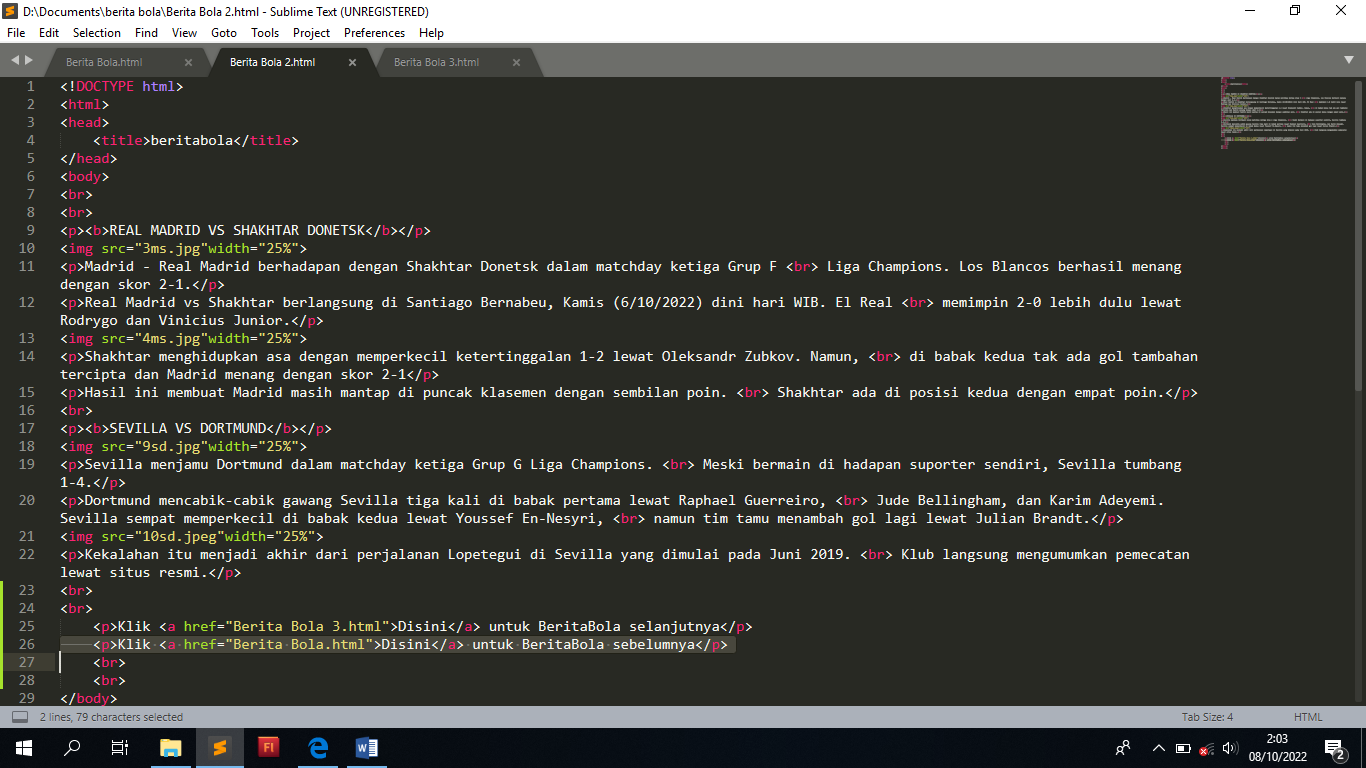 D:\Documents\berita bola\Berita Bola 2.html - Sublime Text (UNREGISTERED)
File Edit Selection Find View Goto Tools Project Preferences Help
Berita Bola.html × Berita Bola 2.html × Berita Bola 3.html ×
1 <!DOCTYPE html>
2 <html>
3 <head>
4 <title>beritabola</title>
5 </head>
6 <body>
7 <br>
8 <br>
9 <p><b>REAL MADRID VS SHAKHTAR DONETSK</b></p>
10 <img src="3ms.jpg"width="25%">
11 <p>Madrid - Real Madrid berhadapan dengan Shakhtar Donetsk dalam matchday ketiga Grup F <br> Liga Champions. Los Blancos berhasil menang
dengan skor 2-1.</p>
12 <p>Real Madrid vs Shakhtar berlangsung di Santiago Bernabeu, Kamis (6/10/2022) dini hari WIB. El Real <br> memimpin 2-0 lebih dulu lewat
Rodrygo dan Vinicius Junior.</p>
13 <img src="4ms.jpg"width="25%">
14 <p>Shakhtar menghidupkan asa dengan memperkecil ketertinggalan 1-2 lewat Oleksandr Zubkov. Namun, <br> di babak kedua tak ada gol tambahan
tercipta dan Madrid menang dengan skor 2-1</p>
15 <p>Hasil ini membuat Madrid masih mantap di puncak klasemen dengan sembilan poin. <br> Shakhtar ada di posisi kedua dengan empat poin.</p>
16 <br>
17 <p><b>SEVILLA VS DORTMUND</b></p>
18 <img src="9sd.jpg"width="25%">
19 <p>Sevilla menjamu Dortmund dalam matchday ketiga Grup G Liga Champions. <br> Meski bermain di hadapan suporter sendiri, Sevilla tumbang
1-4.</p>
20 <p>Dortmund mencabik-cabik gawang Sevilla tiga kali di babak pertama lewat Raphael Guerreiro, <br> Jude Bellingham, dan Karim Adeyemi.
Sevilla sempat memperkecil di babak kedua lewat Youssef En-Nesyri, <br> namun tim tamu menambah gol lagi lewat Julian Brandt.</p>
21 <img src="10sd.jpeg"width="25%">
22 <p>Kekalahan itu menjadi akhir dari perjalanan Lopetegui di Sevilla yang dimulai pada Juni 2019. <br> Klub langsung mengumumkan pemecatan
lewat situs resmi.</p>
23 <br>
24 <br>
25 <p>Klik <a href="Berita Bola 3.html">Disini</a> untuk BeritaBola selanjutnya</p>
26 <p>Klik <a href="Berita Bola.html">Disini</a> untuk BeritaBola sebelumnya</p>
27 <br>
28 <br>
29 </body>
2 lines, 79 characters selected Tab Size: 4 HTML
Fl
W
2:03
08/10/2022
2